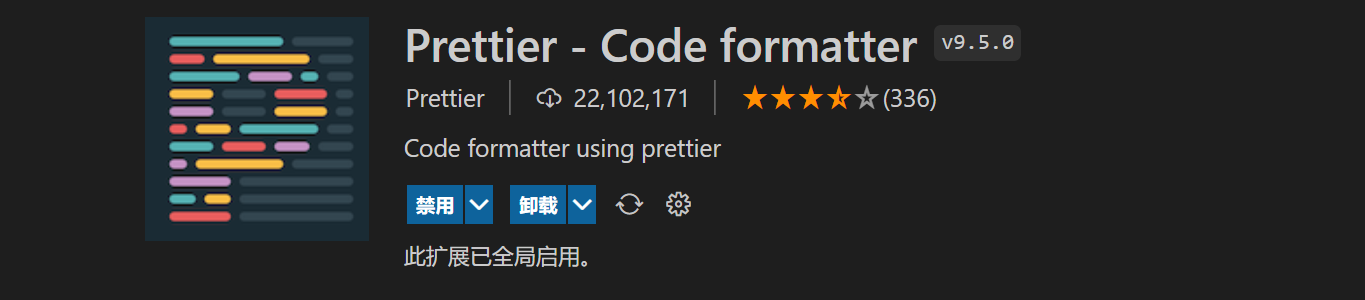 Prettier - Code formatter v9.5.0
Prettier 22,102,171 (336)
Code formatter using prettier
禁用 卸载
此扩展已全局启用。